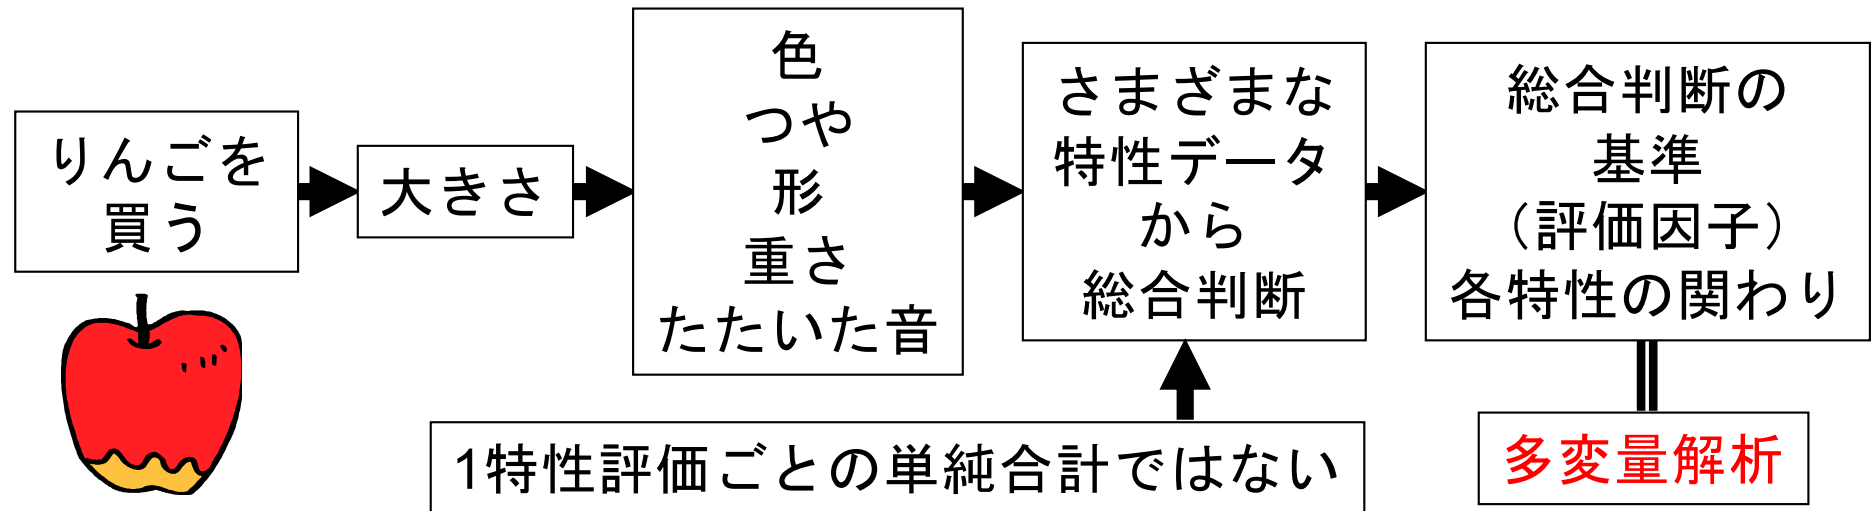 りんごを
買う
大きさ
色
つや
形
重さ
たたいた音
さまざまな
特性データ
から
総合判断
総合判断の
基準
（評価因子）
各特性の関わり
1特性評価ごとの単純合計ではない
多変量解析